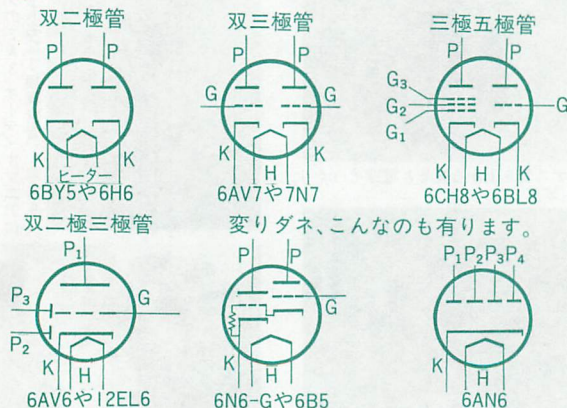 双二極管
双三極管
三極五極管
P P
P P
P P
G G
G₃
G₂
G₁
G
K ヒーター K
K H K
K H K
6BY5や6H6
6AV7や7N7
6CH8や6BL8
双二極三極管
変りダネ、こんなのも有ります。
P₁
P P
P₁ P₂ P₃ P₄
P₃
P₂
G
G
K H
K H
K H
6AV6や12EL6
6N6-Gや6B5
6AN6